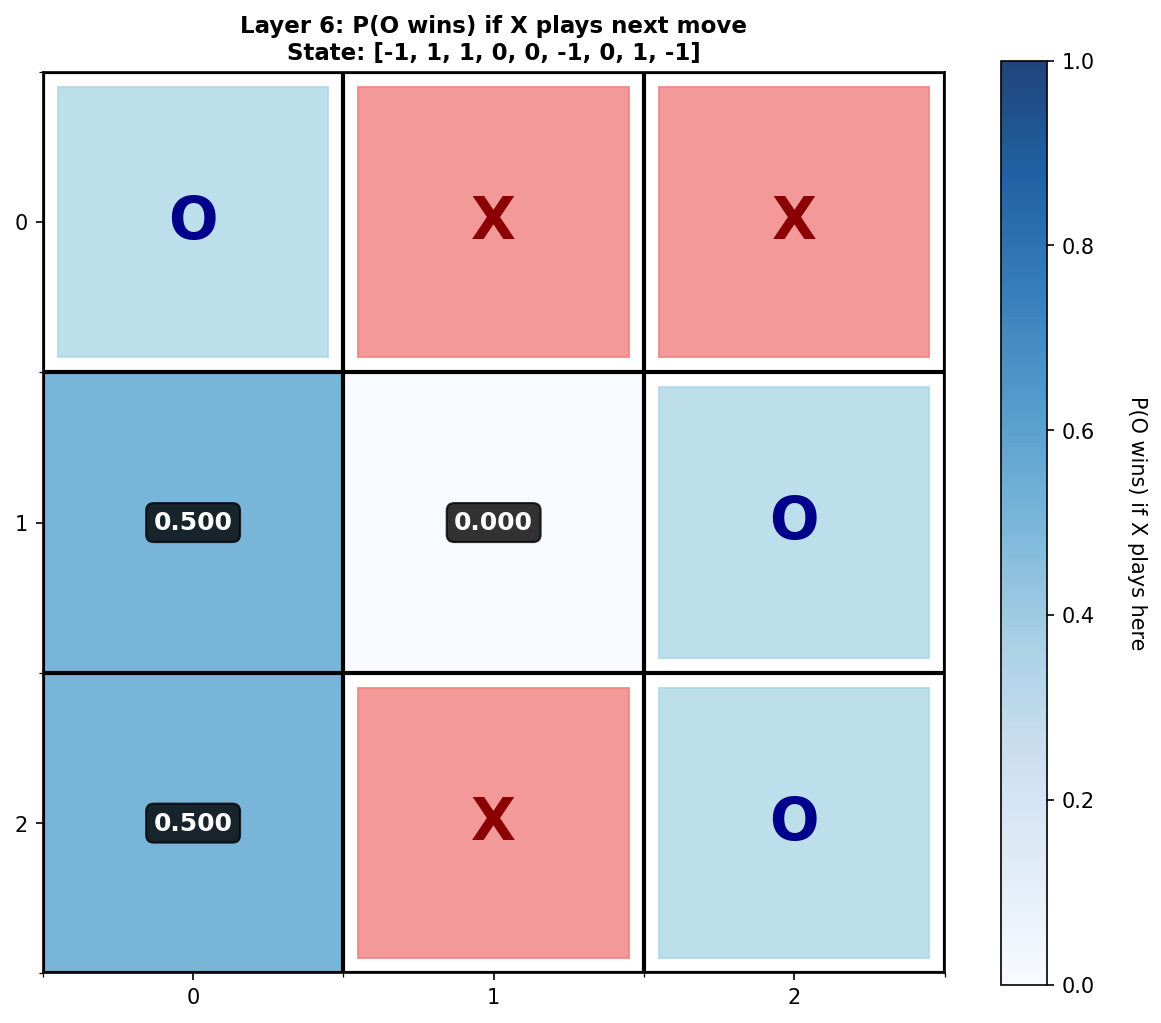 Layer 6: P(O wins) if X plays next move
State: [-1, 1, 1, 0, 0, -1, 0, 1, -1]
O X X
0
0.500 0.000 O
1
0.500 X O
2
0 1 2
1.0
0.8
0.6
0.4
0.2
0.0
P(O wins) if X plays here